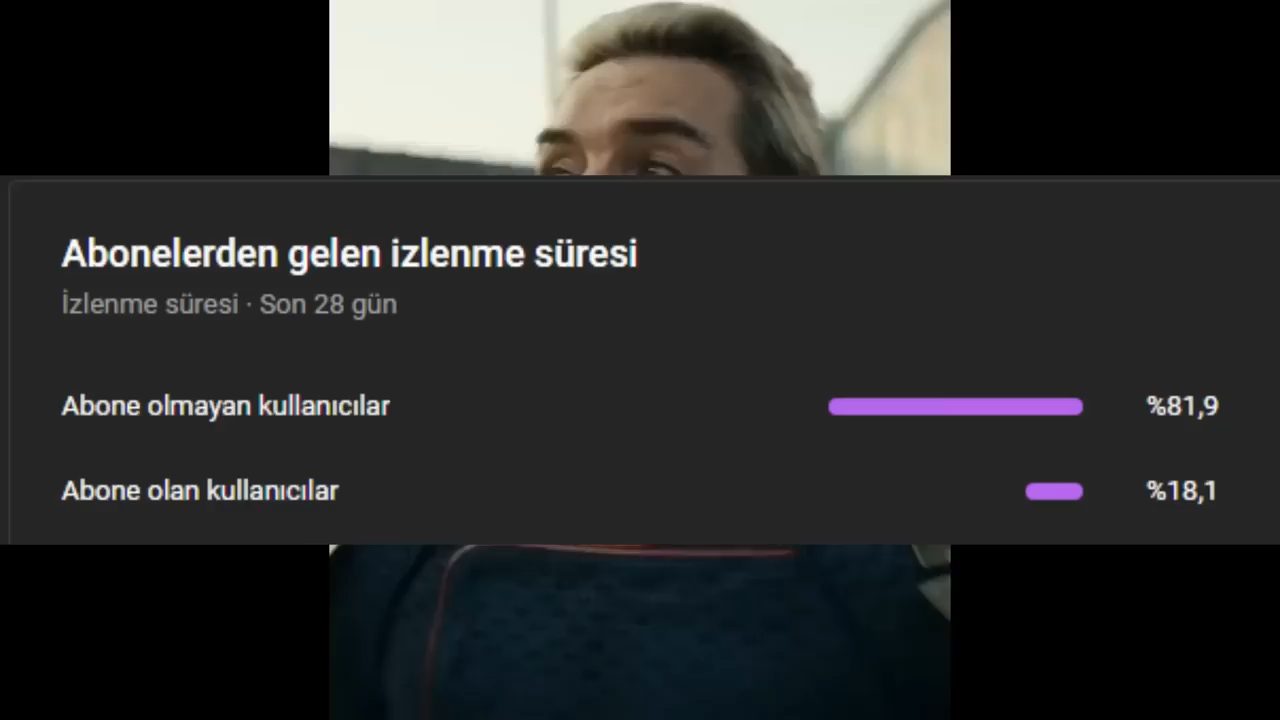 Abonelerden gelen izlenme süresi
İzlenme süresi · Son 28 gün
Abone olmayan kullanıcılar %81,9
Abone olan kullanıcılar %18,1